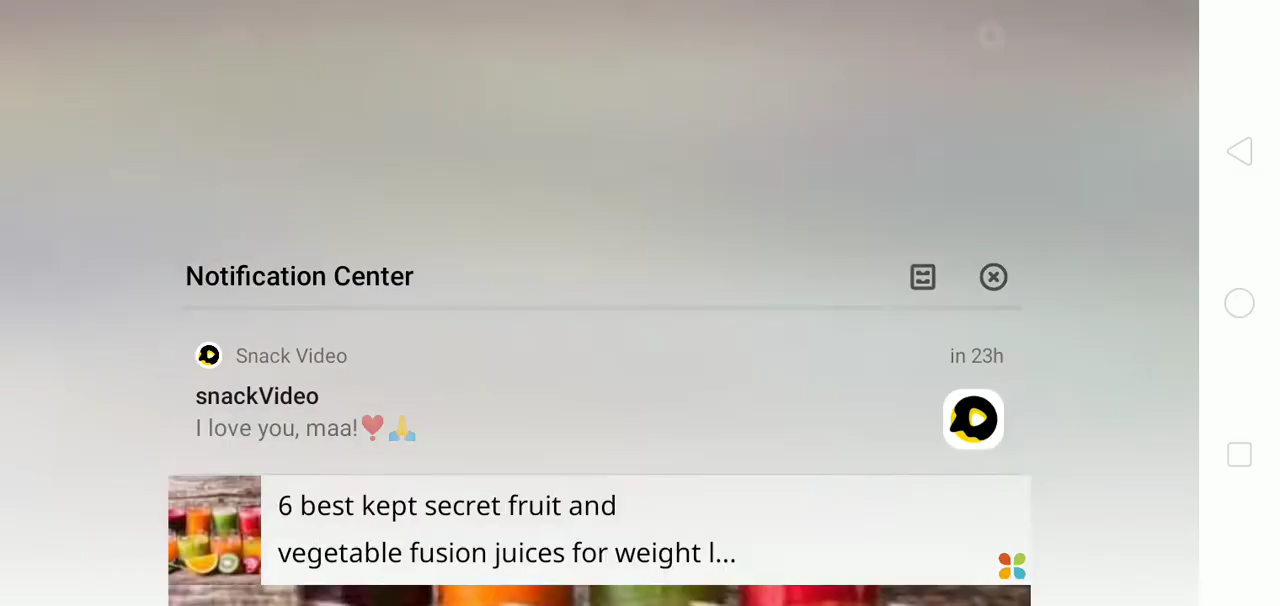 Notification Center
Snack Video
in 23h
snackVideo
I love you, maa!❣️🙏
6 best kept secret fruit and
vegetable fusion juices for weight l...